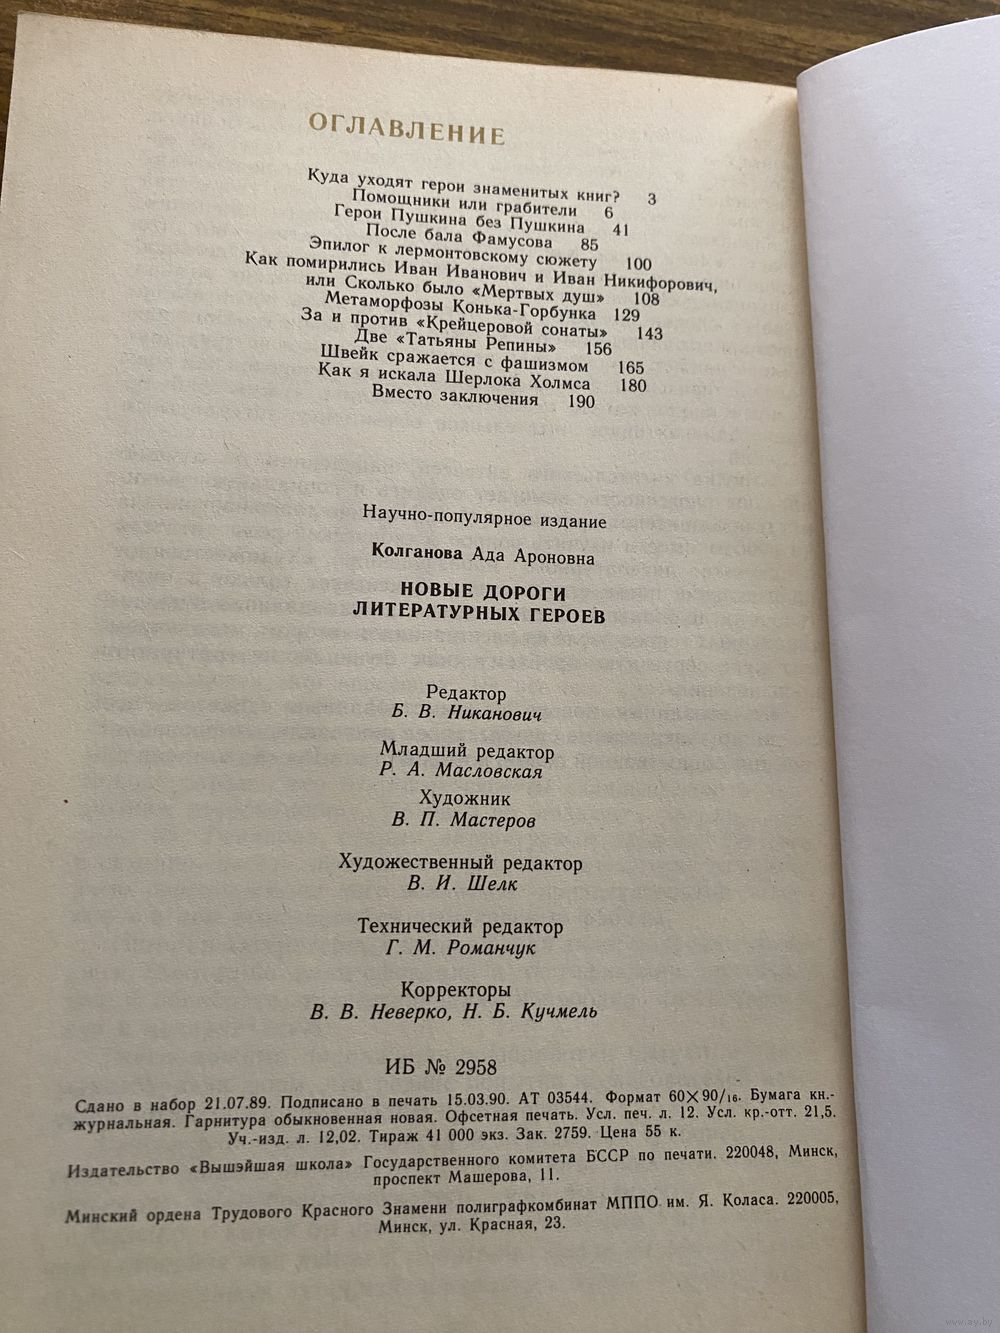 ОГЛАВЛЕНИЕ
Куда уходят герои знаменитых книг? 3
Помощники или грабители 6
Герои Пушкина без Пушкина 41
После бала Фамусова 85
Эпилог к лермонтовскому сюжету 100
Как помирились Иван Иванович и Иван Никифорович,
или Сколько было «Мертвых душ» 108
Метаморфозы Конька-Горбунка 129
За и против «Крейцеровой сонаты» 143
Две «Татьяны Репины» 156
Швейк сражается с фашизмом 165
Как я искала Шерлока Холмса 180
Вместо заключения 190
Научно-популярное издание
Колганова Ада Ароновна
НОВЫЕ ДОРОГИ
ЛИТЕРАТУРНЫХ ГЕРОЕВ
Редактор
Б. В. Никанович
Младший редактор
Р. А. Масловская
Художник
В. П. Мастеров
Художественный редактор
В. И. Шелк
Технический редактор
Г. М. Романчук
Корректоры
В. В. Неверко, Н. Б. Кучмель
ИБ № 2958
Сдано в набор 21.07.89. Подписано в печать 15.03.90. АТ 03544. Формат 60×90/16. Бумага кн.-
журнальная. Гарнитура обыкновенная новая. Офсетная печать. Усл. печ. л. 12. Усл. кр.-отт. 21,5.
Уч.-изд. л. 12,02. Тираж 41 000 экз. Зак. 2759. Цена 55 к.
Издательство «Вышэйшая школа» Государственного комитета БССР по печати. 220048, Минск,
проспект Машерова, 11.
Минский ордена Трудового Красного Знамени полиграфкомбинат МППО им. Я. Коласа. 220005,
Минск, ул. Красная, 23.
www.ay.by